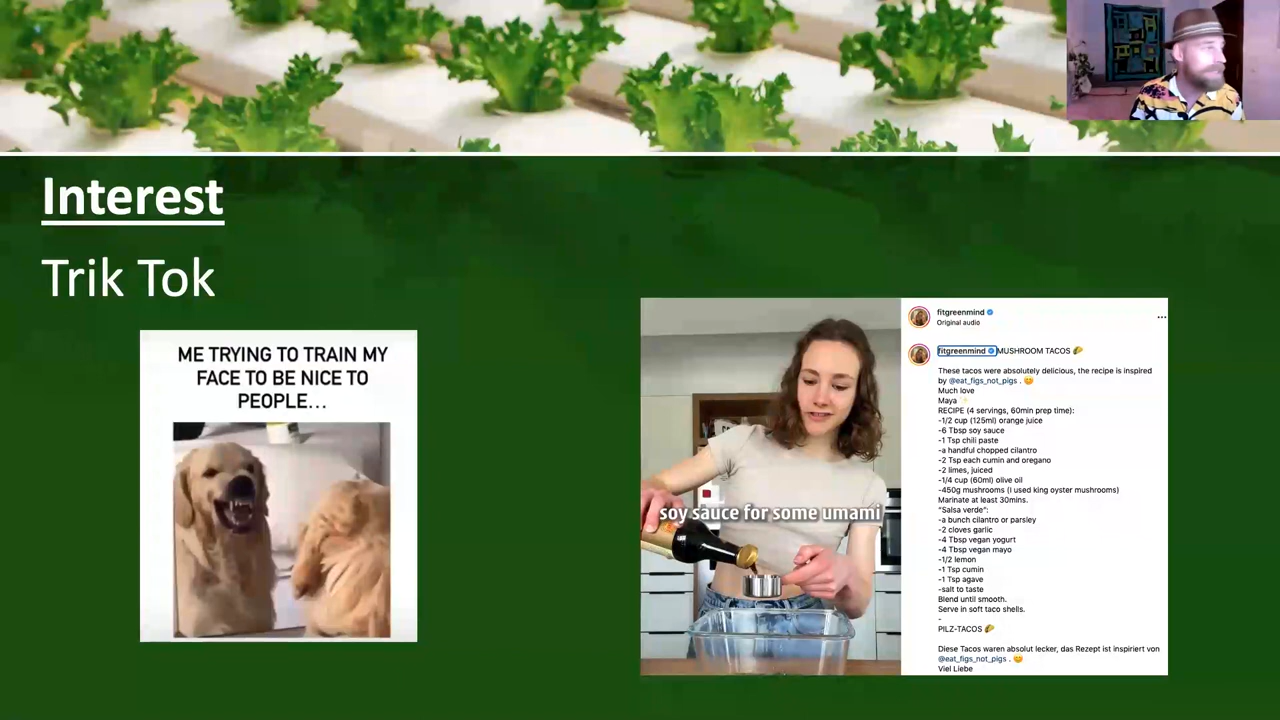 Interest
Trik Tok
ME TRYING TO TRAIN MY
FACE TO BE NICE TO
PEOPLE...
soy sauce for some umami
fitgreenmind
Original audio
fitgreenmind MUSHROOM TACOS 🌮
These tacos were absolutely delicious, the recipe is inspired
by @eat_figs_not_pigs . 😊
Much love
Maya ✨
RECIPE (4 servings, 60min prep time):
-1/2 cup (125ml) orange juice
-6 Tbsp soy sauce
-1 Tsp chili paste
-a handful chopped cilantro
-2 Tsp each cumin and oregano
-2 limes, juiced
-1/4 cup (60ml) olive oil
-450g mushrooms (I used king oyster mushrooms)
Marinate at least 30mins.
"Salsa verde":
-a bunch cilantro or parsley
-2 cloves garlic
-4 Tbsp vegan yogurt
-4 Tbsp vegan mayo
-1/2 lemon
-1 Tsp cumin
-1 Tsp agave
-salt to taste
Blend until smooth.
Serve in soft taco shells.
-
PILZ-TACOS 🌮
Diese Tacos waren absolut lecker, das Rezept ist inspiriert von
@eat_figs_not_pigs . 😊
Viel Liebe